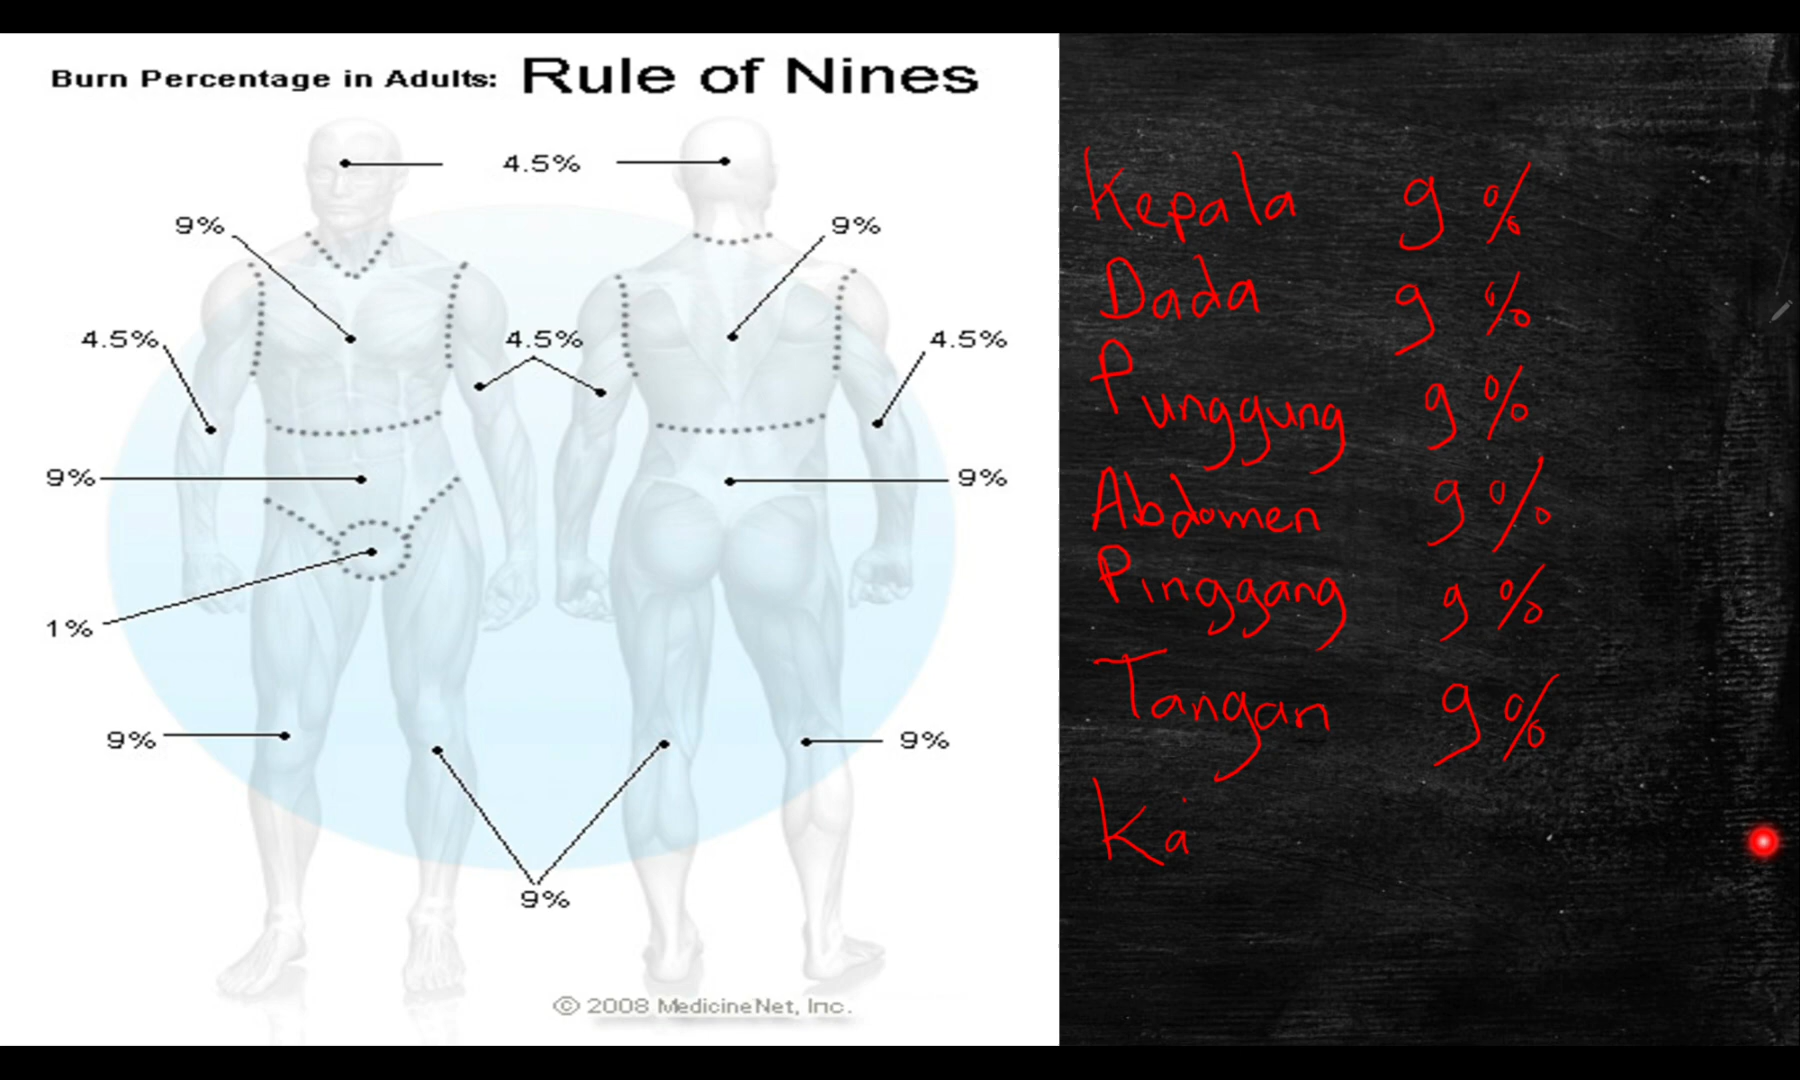 Burn Percentage in Adults: Rule of Nines
4.5%
9% 9%
4.5% 4.5% 4.5%
9% 9%
1%
9% 9%
9%
© 2008 MedicineNet, Inc.
Kepala 9 %
Dada 9 %
Punggung 9 %
Abdomen 9 %
Pinggang 9 %
Tangan 9 %
Ka